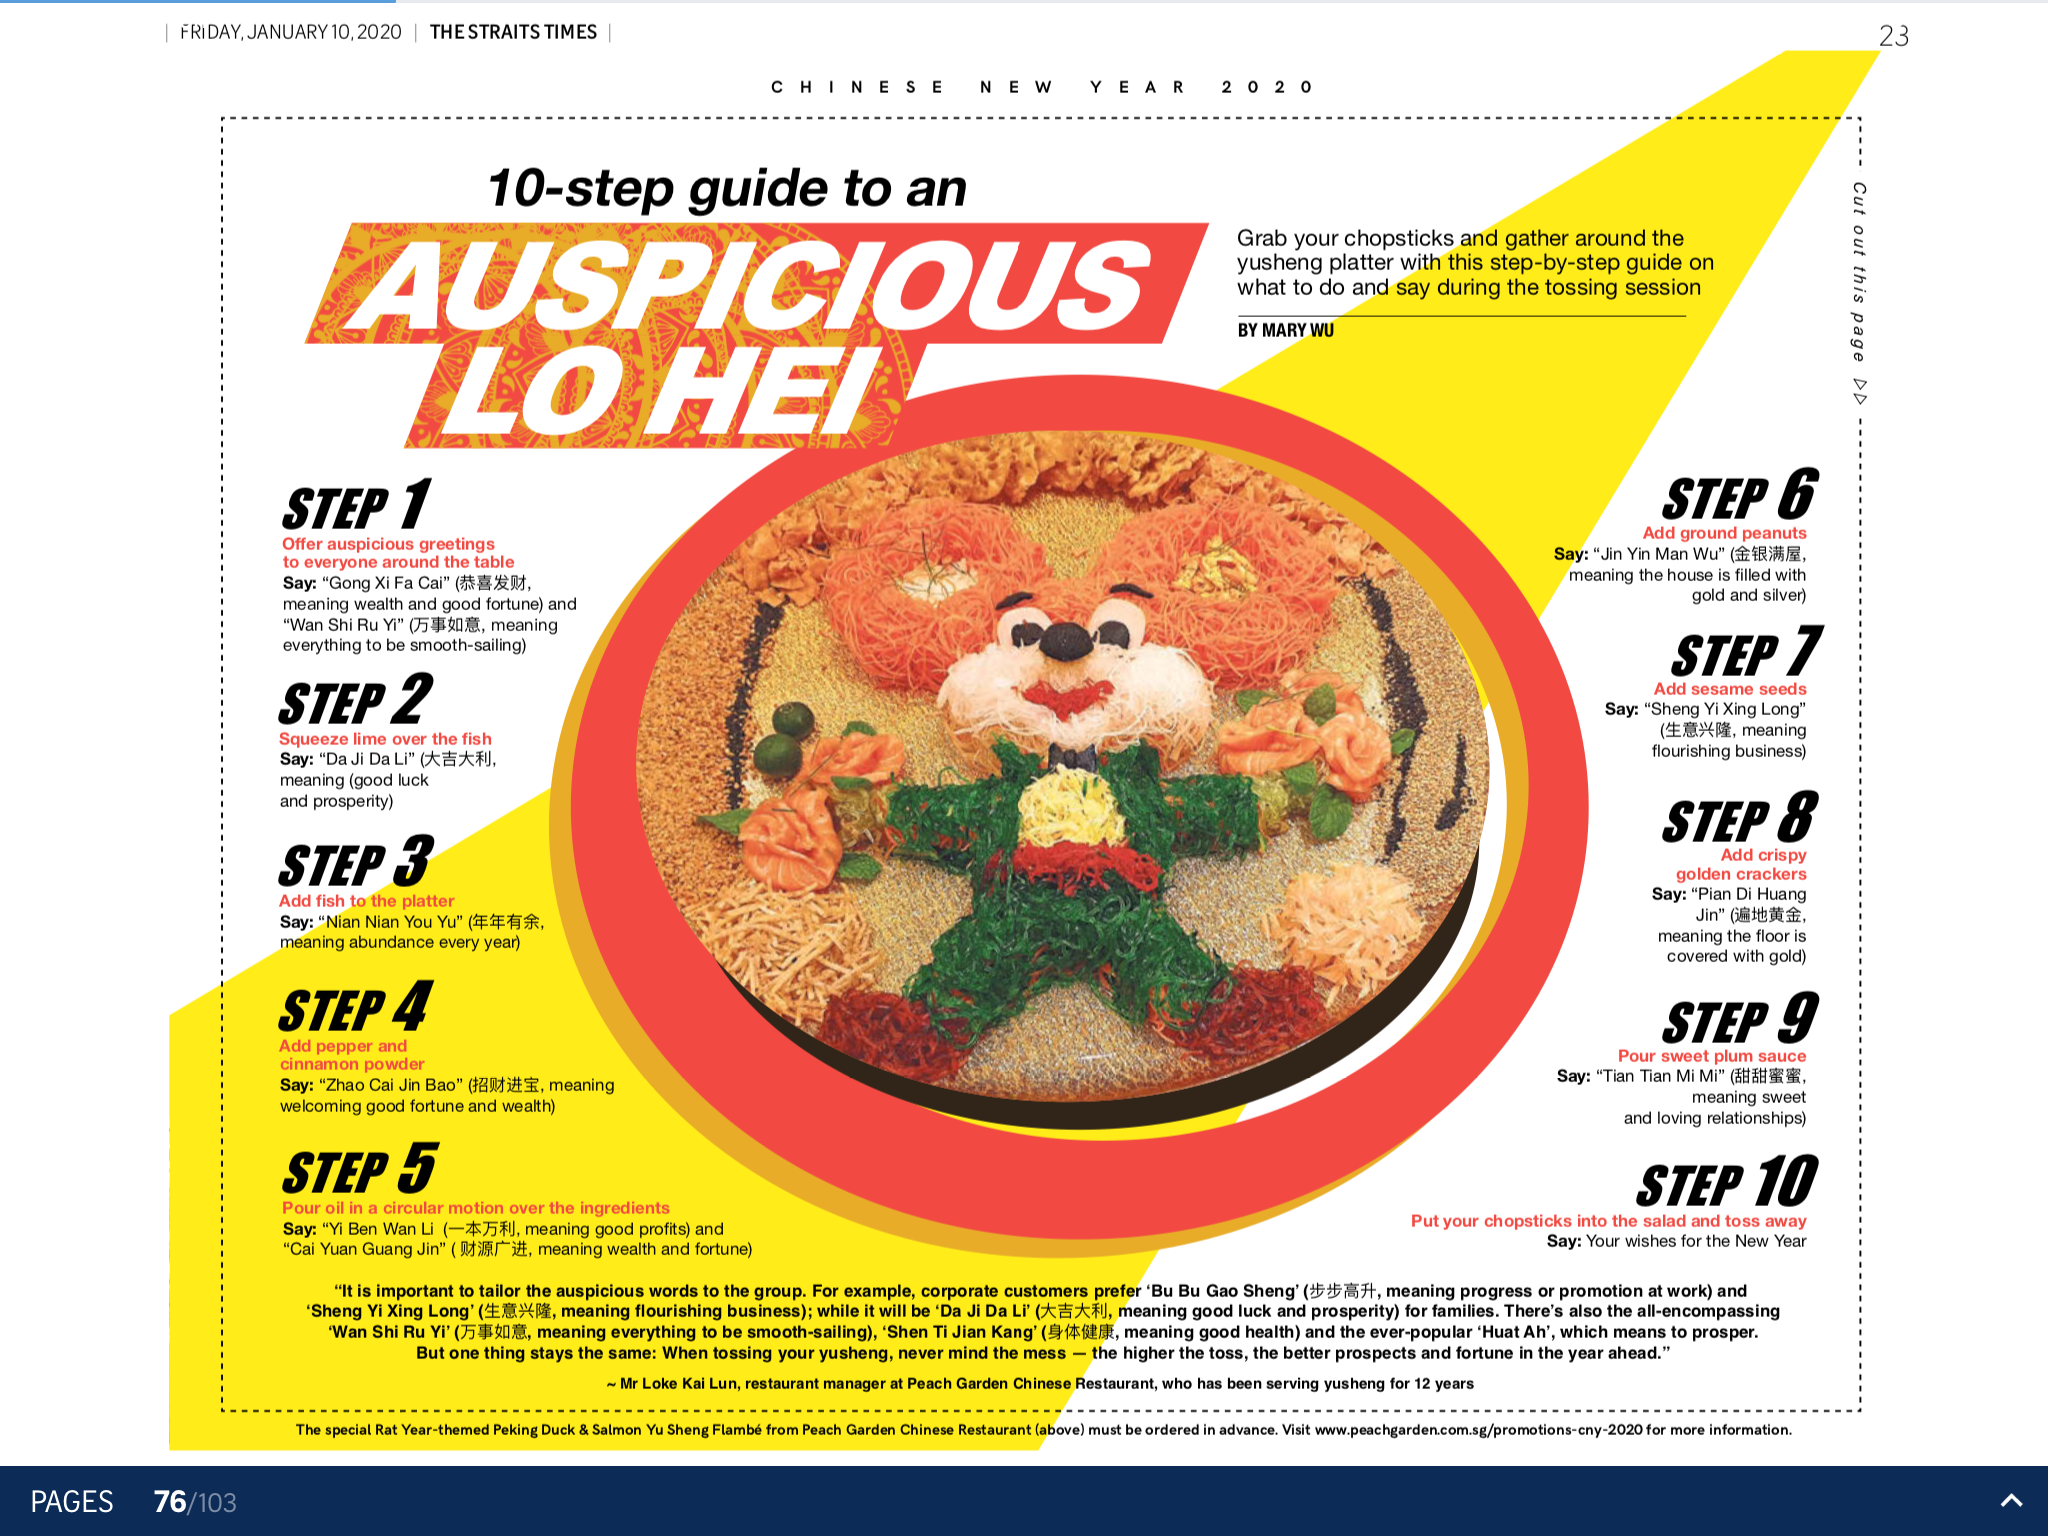 FRIDAY, JANUARY 10, 2020 | THE STRAITS TIMES |
23
CHINESE NEW YEAR 2020
10-step guide to an
AUSPICIOUS
LO HEI
Grab your chopsticks and gather around the
yusheng platter with this step-by-step guide on
what to do and say during the tossing session
BY MARY WU
Cut out this page
STEP 1
Offer auspicious greetings
to everyone around the table
Say: “Gong Xi Fa Cai” (恭喜发财,
meaning wealth and good fortune) and
“Wan Shi Ru Yi” (万事如意, meaning
everything to be smooth-sailing)
STEP 2
Squeeze lime over the fish
Say: “Da Ji Da Li” (大吉大利,
meaning (good luck
and prosperity)
STEP 3
Add fish to the platter
Say: “Nian Nian You Yu” (年年有余,
meaning abundance every year)
STEP 4
Add pepper and
cinnamon powder
Say: “Zhao Cai Jin Bao” (招财进宝, meaning
welcoming good fortune and wealth)
STEP 5
Pour oil in a circular motion over the ingredients
Say: “Yi Ben Wan Li (一本万利, meaning good profits) and
“Cai Yuan Guang Jin” ( 财源广进, meaning wealth and fortune)
STEP 6
Add ground peanuts
Say: “Jin Yin Man Wu” (金银满屋,
meaning the house is filled with
gold and silver)
STEP 7
Add sesame seeds
Say: “Sheng Yi Xing Long”
(生意兴隆, meaning
flourishing business)
STEP 8
Add crispy
golden crackers
Say: “Pian Di Huang
Jin” (遍地黄金,
meaning the floor is
covered with gold)
STEP 9
Pour sweet plum sauce
Say: “Tian Tian Mi Mi” (甜甜蜜蜜,
meaning sweet
and loving relationships)
STEP 10
Put your chopsticks into the salad and toss away
Say: Your wishes for the New Year
“It is important to tailor the auspicious words to the group. For example, corporate customers prefer ‘Bu Bu Gao Sheng’ (步步高升, meaning progress or promotion at work) and
‘Sheng Yi Xing Long’ (生意兴隆, meaning flourishing business); while it will be ‘Da Ji Da Li’ (大吉大利, meaning good luck and prosperity) for families. There’s also the all-encompassing
‘Wan Shi Ru Yi’ (万事如意, meaning everything to be smooth-sailing), ‘Shen Ti Jian Kang’ (身体健康, meaning good health) and the ever-popular ‘Huat Ah’, which means to prosper.
But one thing stays the same: When tossing your yusheng, never mind the mess — the higher the toss, the better prospects and fortune in the year ahead.”
~ Mr Loke Kai Lun, restaurant manager at Peach Garden Chinese Restaurant, who has been serving yusheng for 12 years
The special Rat Year-themed Peking Duck & Salmon Yu Sheng Flambé from Peach Garden Chinese Restaurant (above) must be ordered in advance. Visit www.peachgarden.com.sg/promotions-cny-2020 for more information.
PAGES 76/103